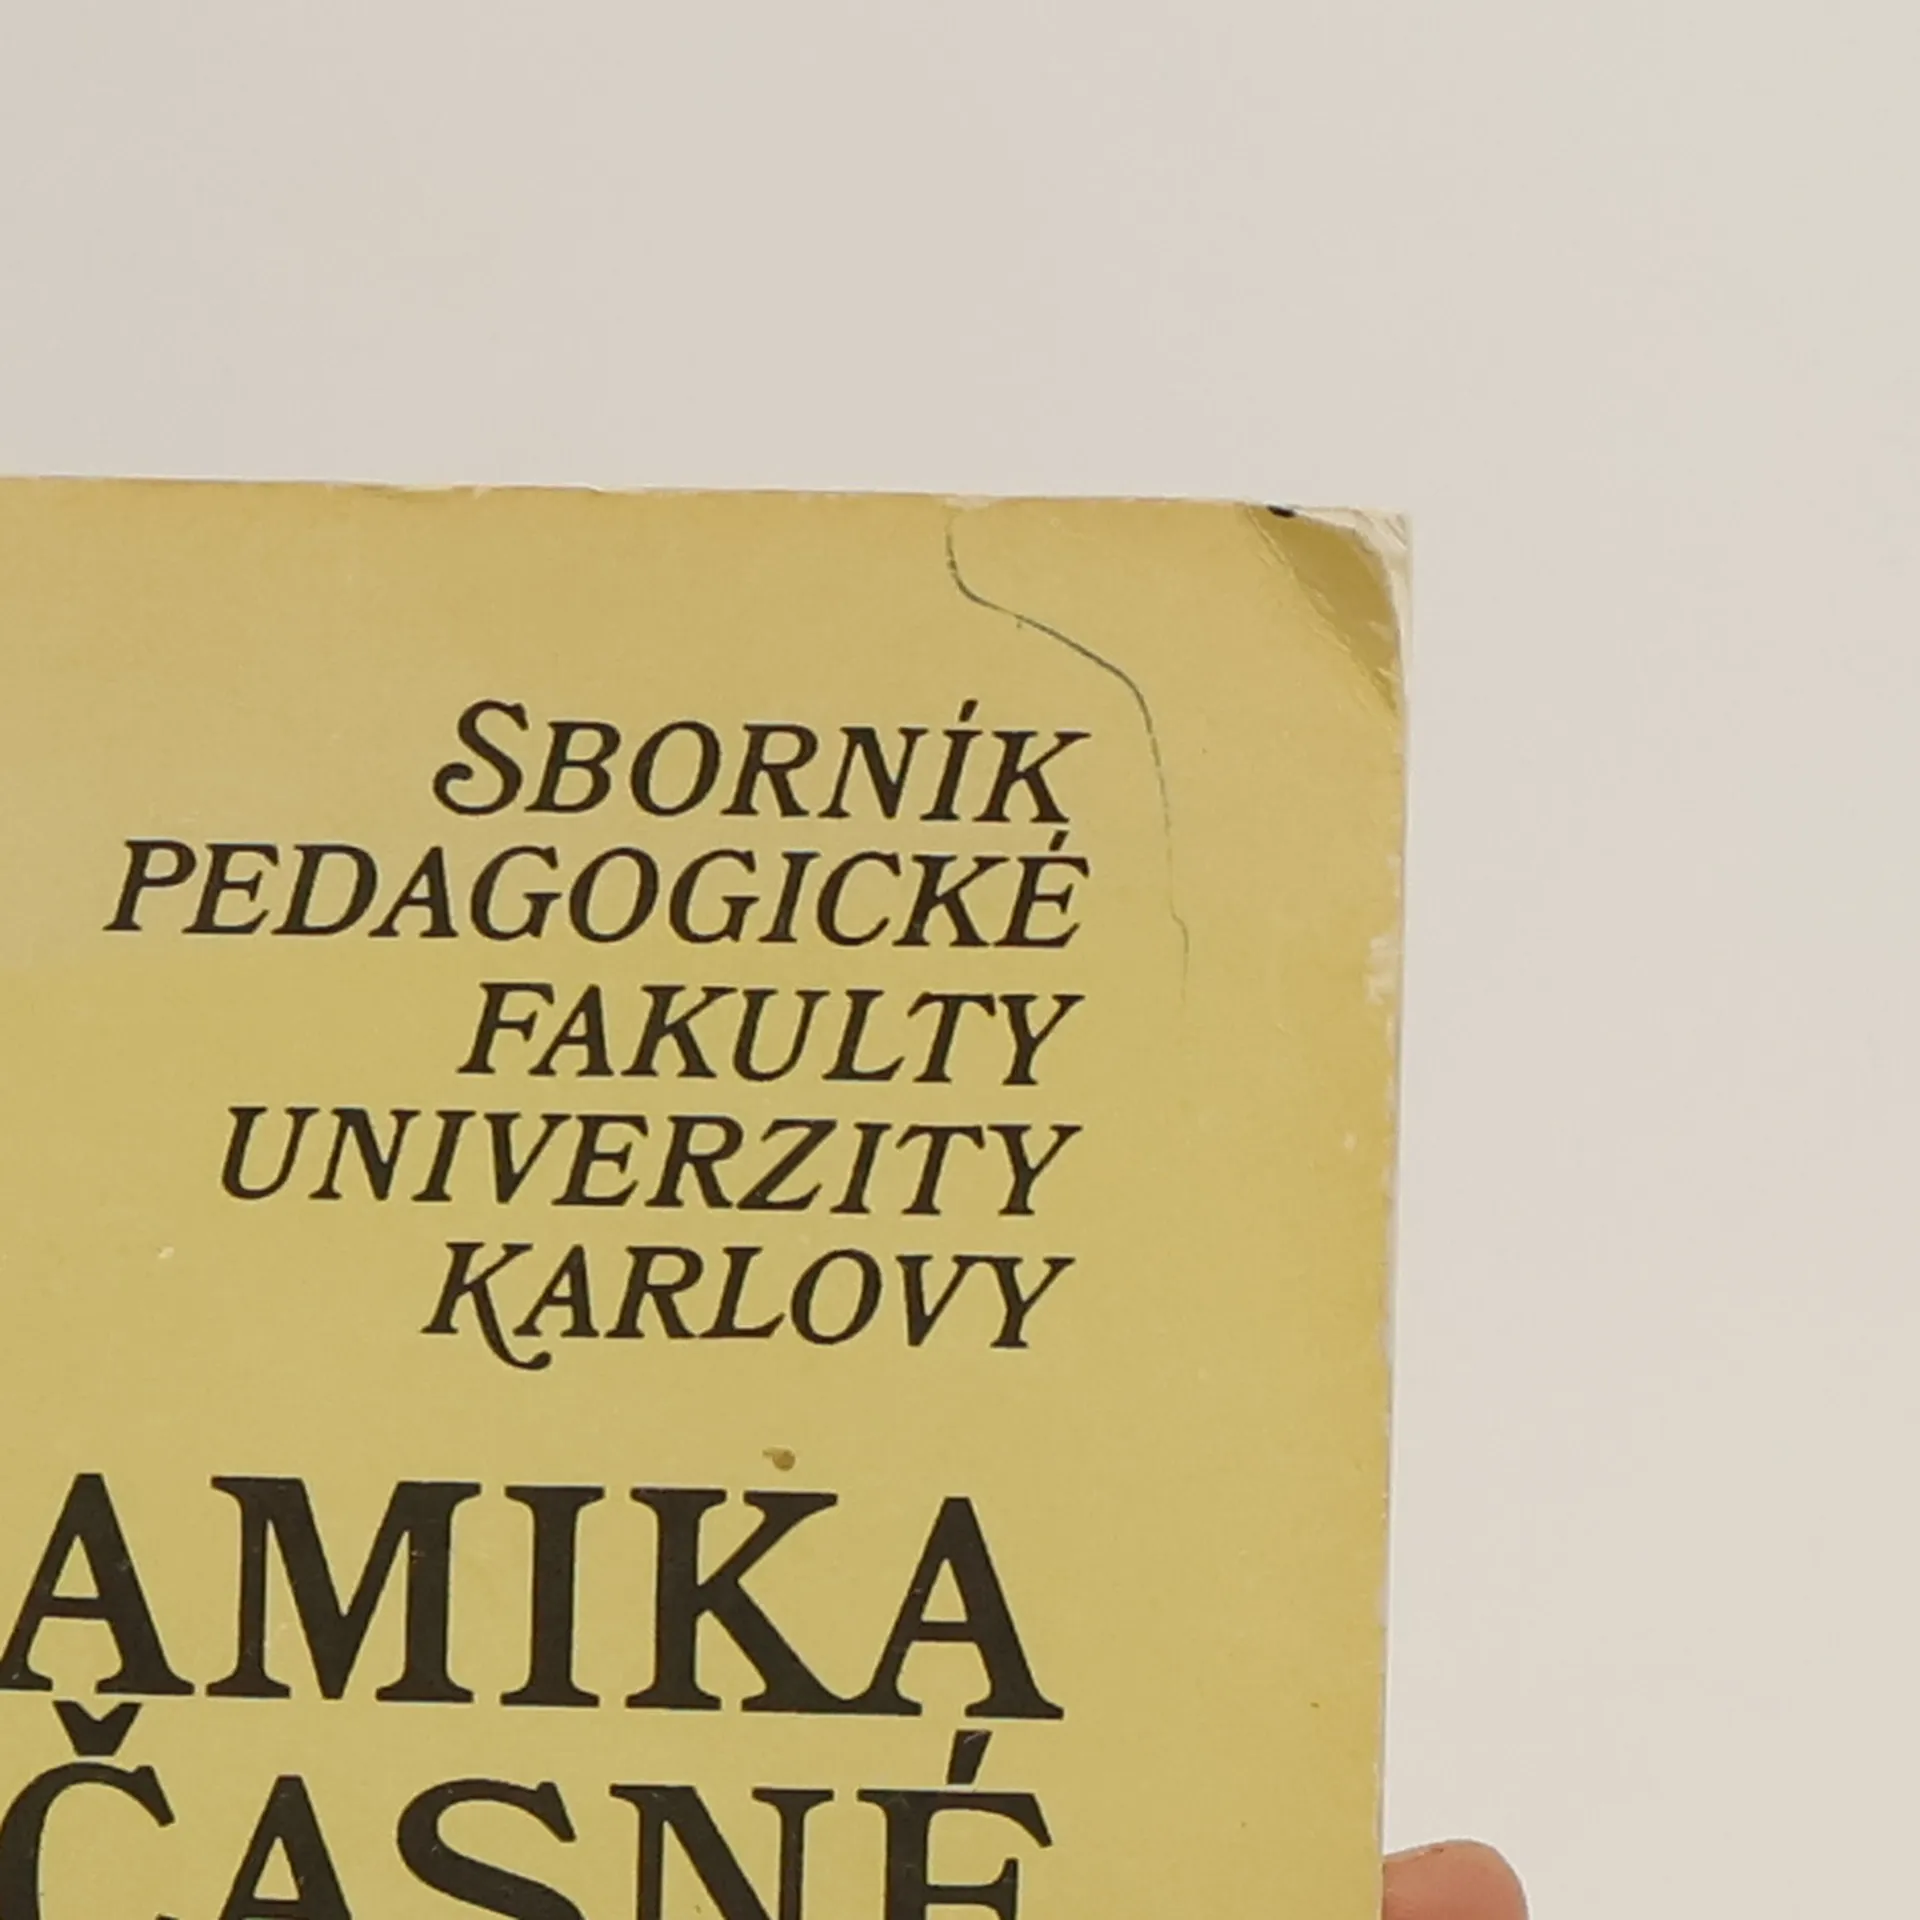 SBORNÍK
PEDAGOGICKÉ
FAKULTY
UNIVERZITY
KARLOVY
AMIKA
ČASNÉ